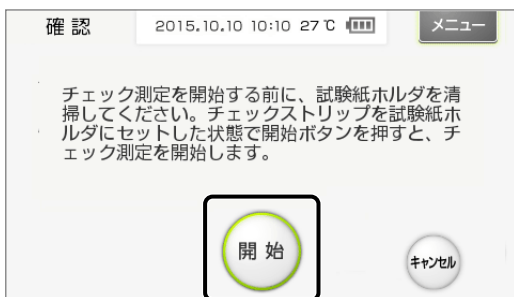 確認 2015.10.10 10:10 27℃ メニュー
チェック測定を開始する前に、試験紙ホルダを清
掃してください。チェックストリップを試験紙ホ
ルダにセットした状態で開始ボタンを押すと、チ
ェック測定を開始します。
開始
キャンセル